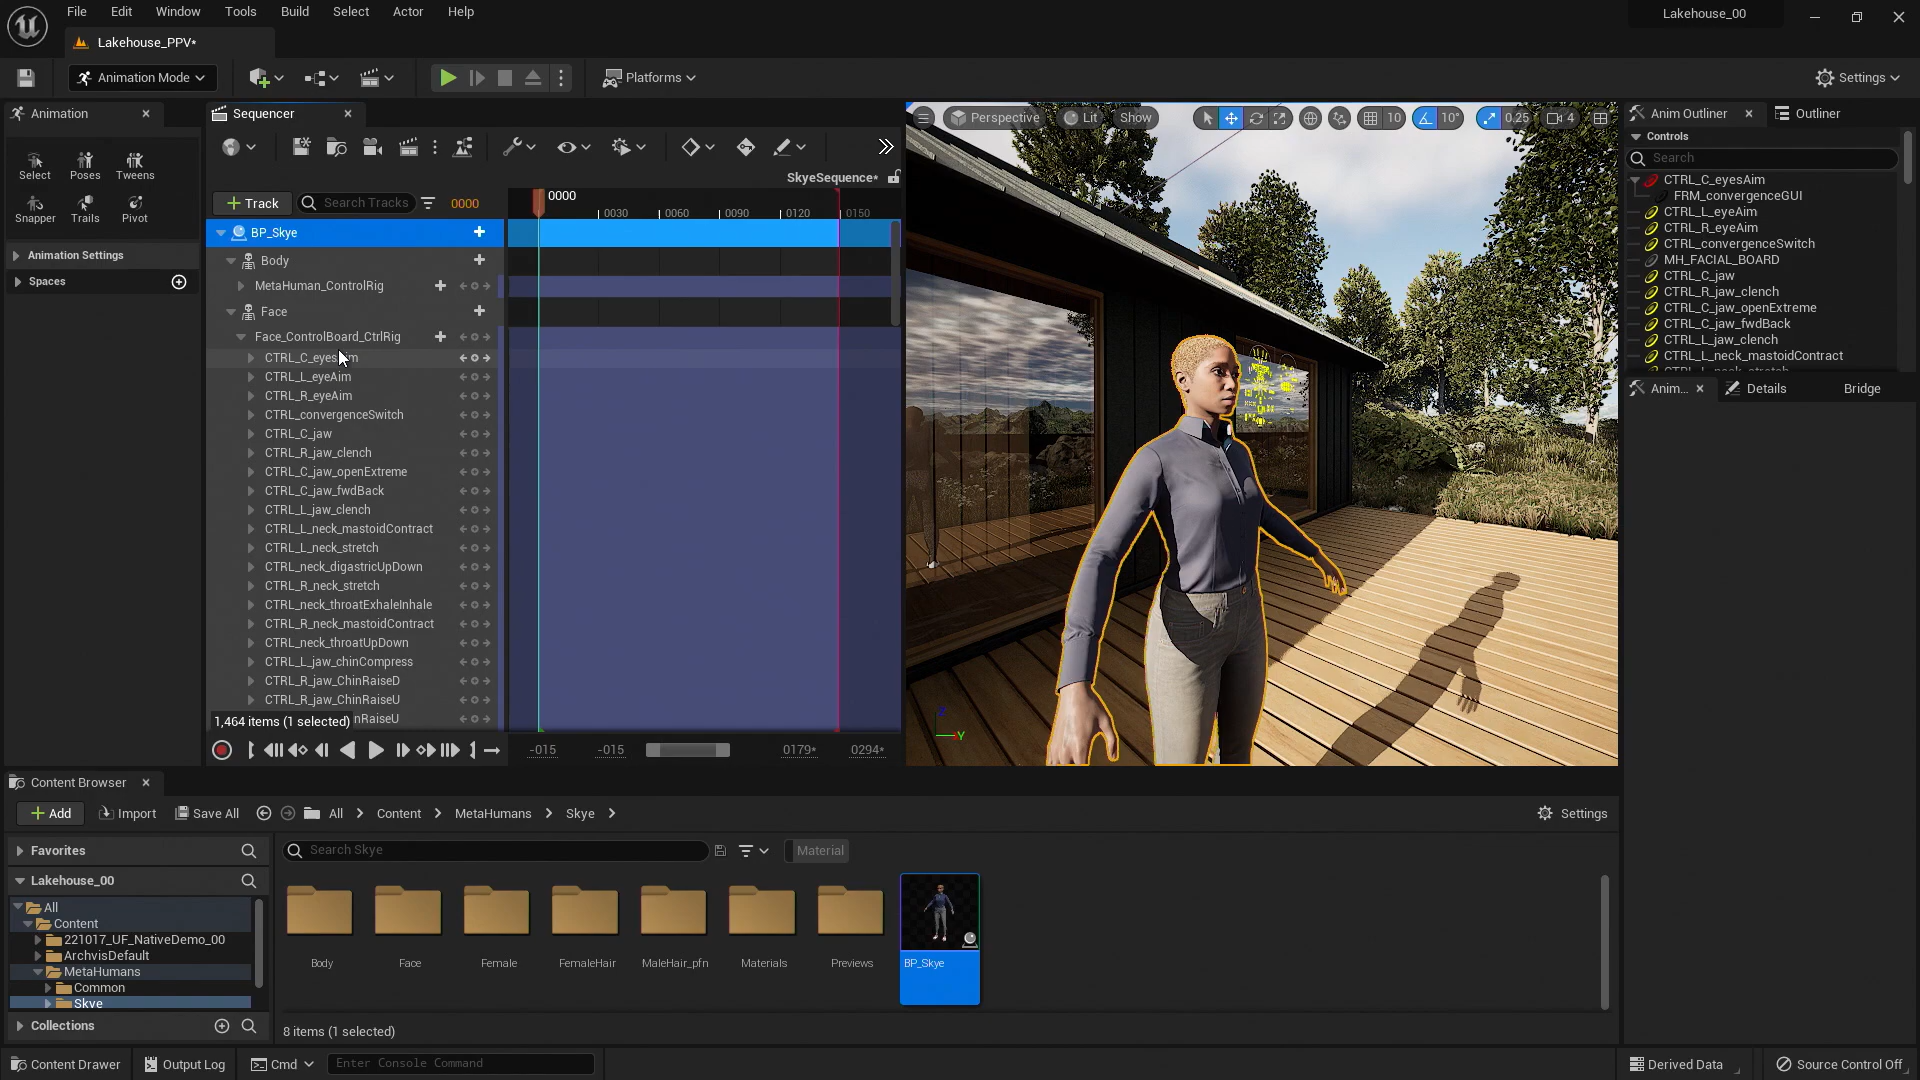 File Edit Window Tools Build Select Actor Help
Lakehouse_00
Lakehouse_PPV*
Animation Mode
Platforms
Settings
Animation
Select Poses Tweens
Snapper Trails Pivot
Animation Settings
Spaces
Sequencer
SkyeSequence*
Track
Search Tracks
0000
0000
0030 0060 0090 0120 0150
BP_Skye
Body
MetaHuman_ControlRig
Face
Face_ControlBoard_CtrlRig
CTRL_C_eyes m
CTRL_L_eyeAim
CTRL_R_eyeAim
CTRL_convergenceSwitch
CTRL_C_jaw
CTRL_R_jaw_clench
CTRL_C_jaw_openExtreme
CTRL_C_jaw_fwdBack
CTRL_L_jaw_clench
CTRL_L_neck_mastoidContract
CTRL_L_neck_stretch
CTRL_neck_digastricUpDown
CTRL_R_neck_stretch
CTRL_neck_throatExhaleInhale
CTRL_R_neck_mastoidContract
CTRL_neck_throatUpDown
CTRL_L_jaw_chinCompress
CTRL_R_jaw_ChinRaiseD
CTRL_R_jaw_ChinRaiseU
1,464 items (1 selected)
nRaiseU
-015 -015 0179* 0294*
Perspective Lit Show 10 10° 0.25 4
Y
Anim Outliner Outliner
Controls
Search
CTRL_C_eyesAim
FRM_convergenceGUI
CTRL_L_eyeAim
CTRL_R_eyeAim
CTRL_convergenceSwitch
MH_FACIAL_BOARD
CTRL_C_jaw
CTRL_R_jaw_clench
CTRL_C_jaw_openExtreme
CTRL_C_jaw_fwdBack
CTRL_L_jaw_clench
CTRL_L_neck_mastoidContract
CTRL_L_neck_stretch
Anim... Details Bridge
Content Browser
Add Import Save All All Content MetaHumans Skye
Settings
Favorites
Lakehouse_00
All
Content
221017_UF_NativeDemo_00
ArchvisDefault
MetaHumans
Common
Skye
Collections
Search Skye
Material
Body Face Female FemaleHair MaleHair_pfn Materials Previews BP_Skye
8 items (1 selected)
Content Drawer Output Log Cmd Enter Console Command
Derived Data Source Control Off